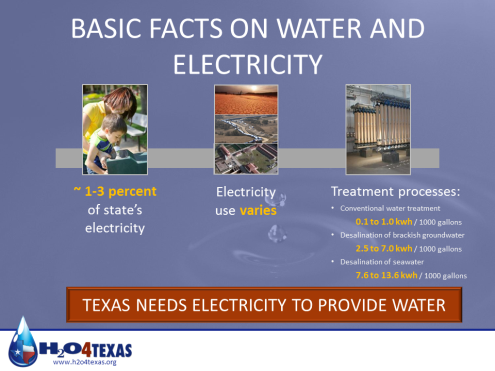 BASIC FACTS ON WATER AND
ELECTRICITY
~ 1-3 percent
of state's
electricity
Electricity
use varies
Treatment processes:
• Conventional water treatment
0.1 to 1.0 kwh / 1000 gallons
• Desalination of brackish groundwater
2.5 to 7.0 kwh / 1000 gallons
• Desalination of seawater
7.6 to 13.6 kwh / 1000 gallons
TEXAS NEEDS ELECTRICITY TO PROVIDE WATER
H2O4TEXAS
www.h2o4texas.org